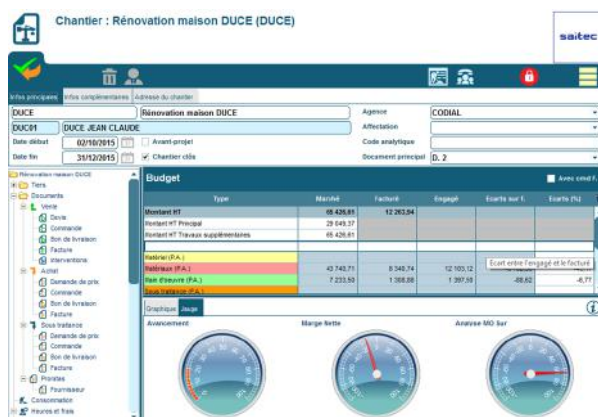 Chantier : Rénovation maison DUCE (DUCE)
saitec
Infos principales Infos complémentaires Adresse du chantier
DUCE Rénovation maison DUCE Agence CODIAL
DUC01 DUCE JEAN CLAUDE Affectation
Date début 02/10/2015 Avant-projet Code analytique
Date fin 31/12/2015 Chantier clôs Document principal D. 2
Rénovation maison DUCE
Tiers
Documents
Vente
Devis
Commande
Bon de livraison
Facture
Interventions
Achat
Demande de prix
Commande
Bon de livraison
Facture
Sous traitance
Demande de prix
Commande
Bon de livraison
Facture
Proratas
Fournisseur
Consommation
Heures et frais
Budget Avec cmd F.
Type Marché Facturé Engagé Ecarts sur f. Ecarts (%)
Montant HT 65 426,61 12 263,94
Montant HT Principal 29 049,37
Montant HT Travaux supplémentaires 65 426,61
Matériel (P.A.)
Matériaux (P.A.) 43 740,71 8 340,74 12 103,12
Ecart entre l'engagé et le facturé
Main d'oeuvre (P.A.) 7 233,50 1 308,88 1 397,50 -88,62 -6,77
Sous traitance (P.A.)
Graphique Jauge
Avancement Marge Nette Analyse MO Sur